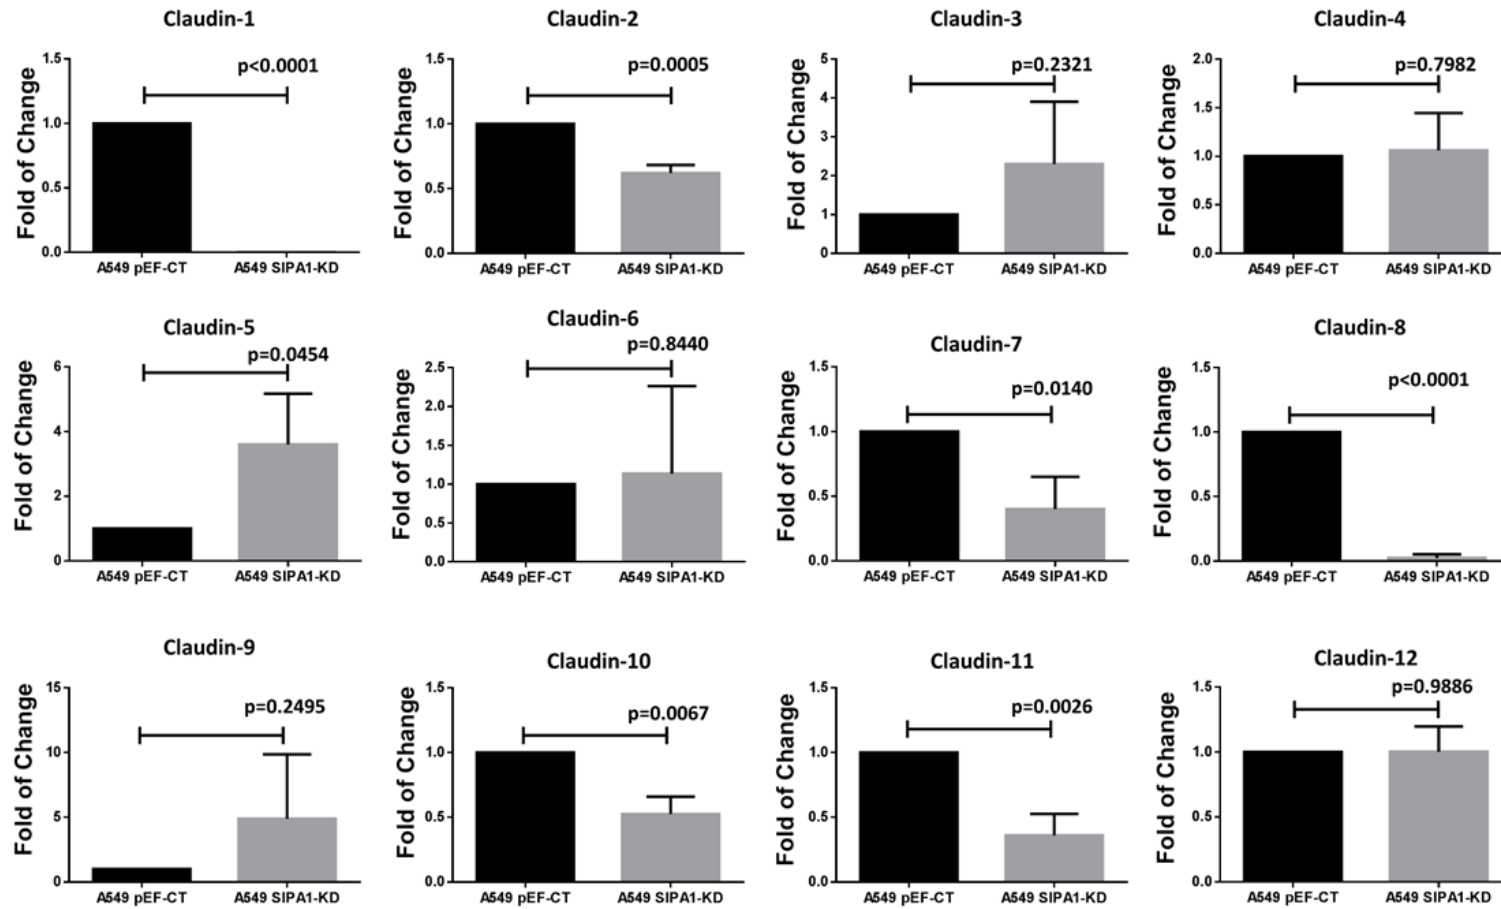 Claudin-1
p<0.0001
Fold of Change
1.5
1.0
0.5
0.0
A549 pEF-CT A549 SIPA1-KD
Claudin-2
p=0.0005
Fold of Change
1.5
1.0
0.5
0.0
A549 pEF-CT A549 SIPA1-KD
Claudin-3
p=0.2321
Fold of Change
5
4
3
2
1
0
A549 pEF-CT A549 SIPA1-KD
Claudin-4
p=0.7982
Fold of Change
2.0
1.5
1.0
0.5
0.0
A549 pEF-CT A549 SIPA1-KD
Claudin-5
p=0.0454
Fold of Change
6
4
2
0
A549 pEF-CT A549 SIPA1-KD
Claudin-6
p=0.8440
Fold of Change
2.5
2.0
1.5
1.0
0.5
0.0
A549 pEF-CT A549 SIPA1-KD
Claudin-7
p=0.0140
Fold of Change
1.5
1.0
0.5
0.0
A549 pEF-CT A549 SIPA1-KD
Claudin-8
p<0.0001
Fold of Change
1.5
1.0
0.5
0.0
A549 pEF-CT A549 SIPA1-KD
Claudin-9
p=0.2495
Fold of Change
15
10
5
0
A549 pEF-CT A549 SIPA1-KD
Claudin-10
p=0.0067
Fold of Change
1.5
1.0
0.5
0.0
A549 pEF-CT A549 SIPA1-KD
Claudin-11
p=0.0026
Fold of Change
1.5
1.0
0.5
0.0
A549 pEF-CT A549 SIPA1-KD
Claudin-12
p=0.9886
Fold of Change
1.5
1.0
0.5
0.0
A549 pEF-CT A549 SIPA1-KD